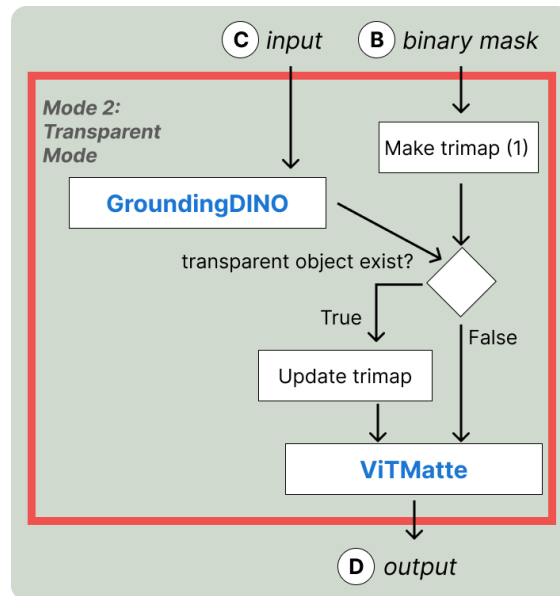 C input
B binary mask
Mode 2:
Transparent
Mode
Make trimap (1)
GroundingDINO
transparent object exist?
True
False
Update trimap
ViTMatte
D output